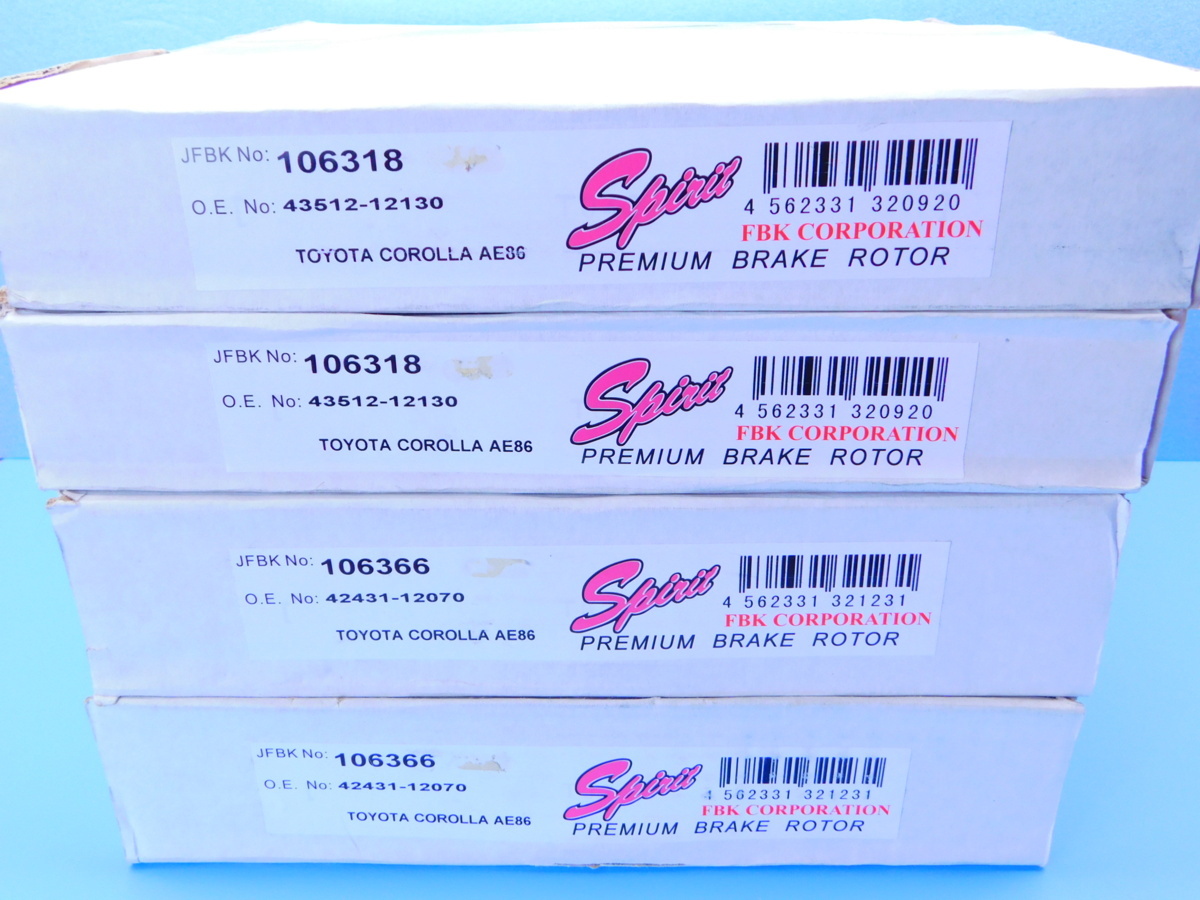 JFBK No: 106318
O.E. No: 43512-12130
TOYOTA COROLLA AE86
Spirit
4 562331 320920
FBK CORPORATION
PREMIUM BRAKE ROTOR
JFBK No: 106318
O.E. No: 43512-12130
TOYOTA COROLLA AE86
Spirit
4 562331 320920
FBK CORPORATION
PREMIUM BRAKE ROTOR
JFBK No: 106366
O.E. No: 42431-12070
TOYOTA COROLLA AE86
Spirit
4 562331 321231
FBK CORPORATION
PREMIUM BRAKE ROTOR
JFBK No: 106366
O.E. No: 42431-12070
TOYOTA COROLLA AE86
Spirit
4 562331 321231
FBK CORPORATION
PREMIUM BRAKE ROTOR